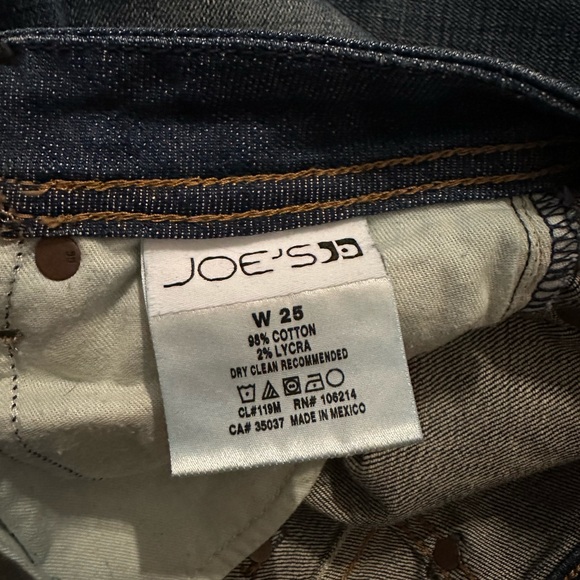 JOE'S
W 25
98% COTTON
2% LYCRA
DRY CLEAN RECOMMENDED
CL#119M RN# 106214
CA# 35037 MADE IN MEXICO